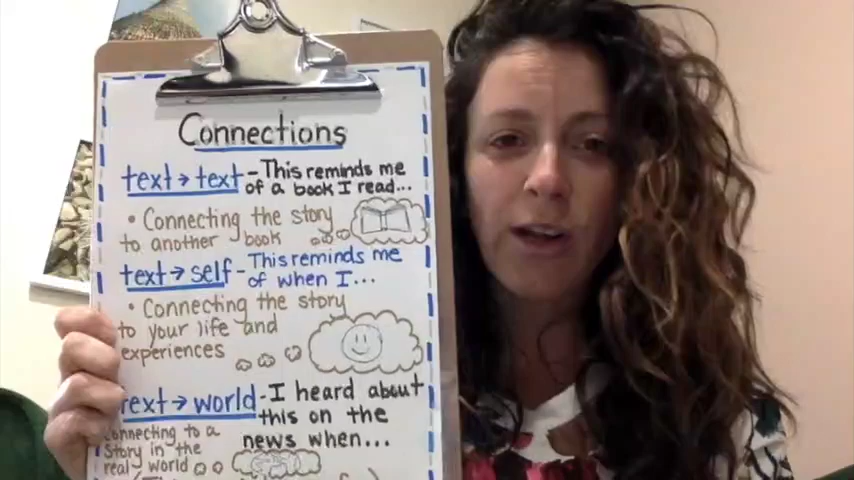 Connections
text→text-This reminds me
of a book I read...
• Connecting the story
to another book
text→self-This reminds me
of when I...
• Connecting the story
to your life and
experiences
text→world-I heard about
this on the
news when...
Connecting to a
story in the
real world